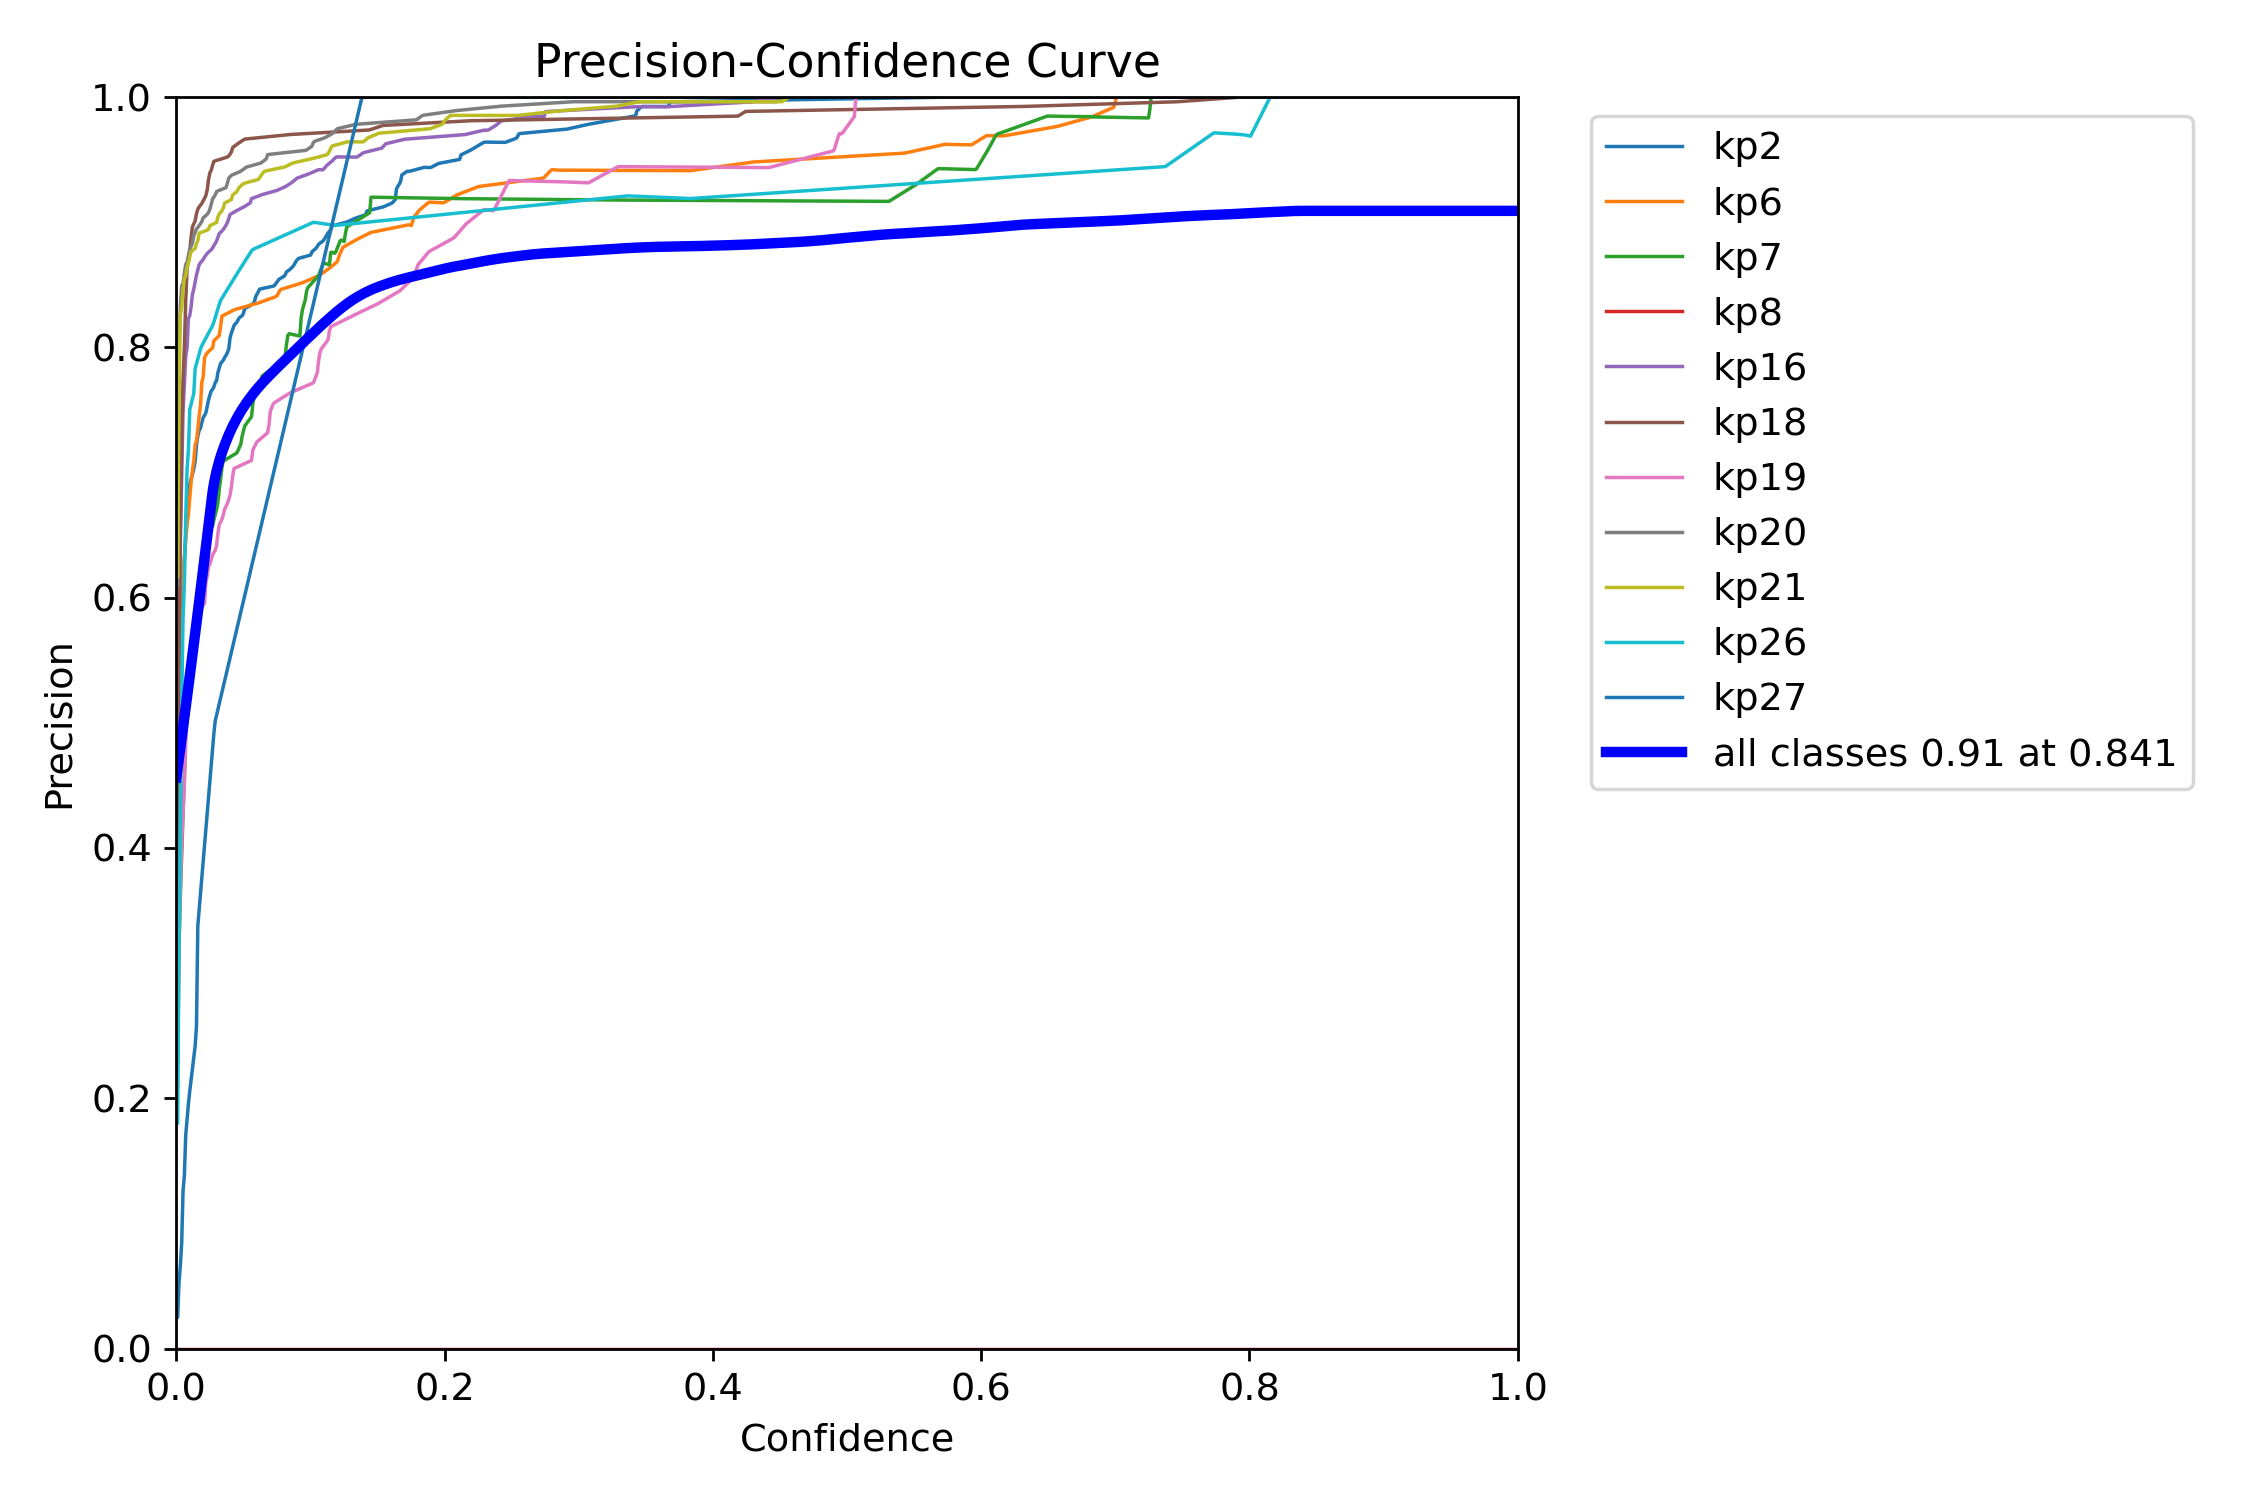 Precision-Confidence Curve
1.0
0.8
0.6
0.4
0.2
0.0
Precision
0.0 0.2 0.4 0.6 0.8 1.0
Confidence
kp2
kp6
kp7
kp8
kp16
kp18
kp19
kp20
kp21
kp26
kp27
all classes 0.91 at 0.841